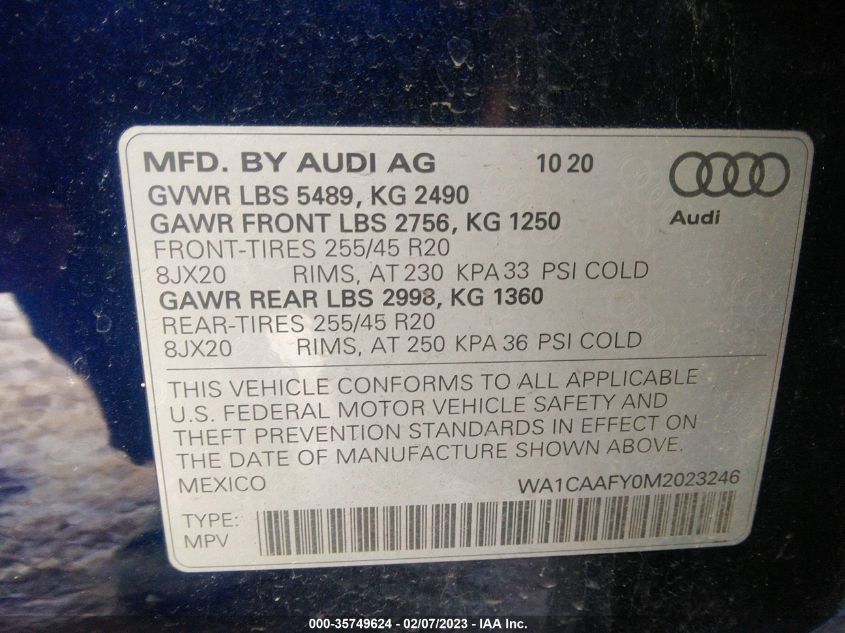 MFD. BY AUDI AG 10 20
GVWR LBS 5489, KG 2490
GAWR FRONT LBS 2756, KG 1250
Audi
FRONT-TIRES 255/45 R20
8JX20 RIMS, AT 230 KPA 33 PSI COLD
GAWR REAR LBS 2998, KG 1360
REAR-TIRES 255/45 R20
8JX20 RIMS, AT 250 KPA 36 PSI COLD
THIS VEHICLE CONFORMS TO ALL APPLICABLE
U.S. FEDERAL MOTOR VEHICLE SAFETY AND
THEFT PREVENTION STANDARDS IN EFFECT ON
THE DATE OF MANUFACTURE SHOWN ABOVE.
MEXICO WA1CAAFY0M2023246
TYPE:
MPV
000-35749624 - 02/07/2023 - IAA Inc.